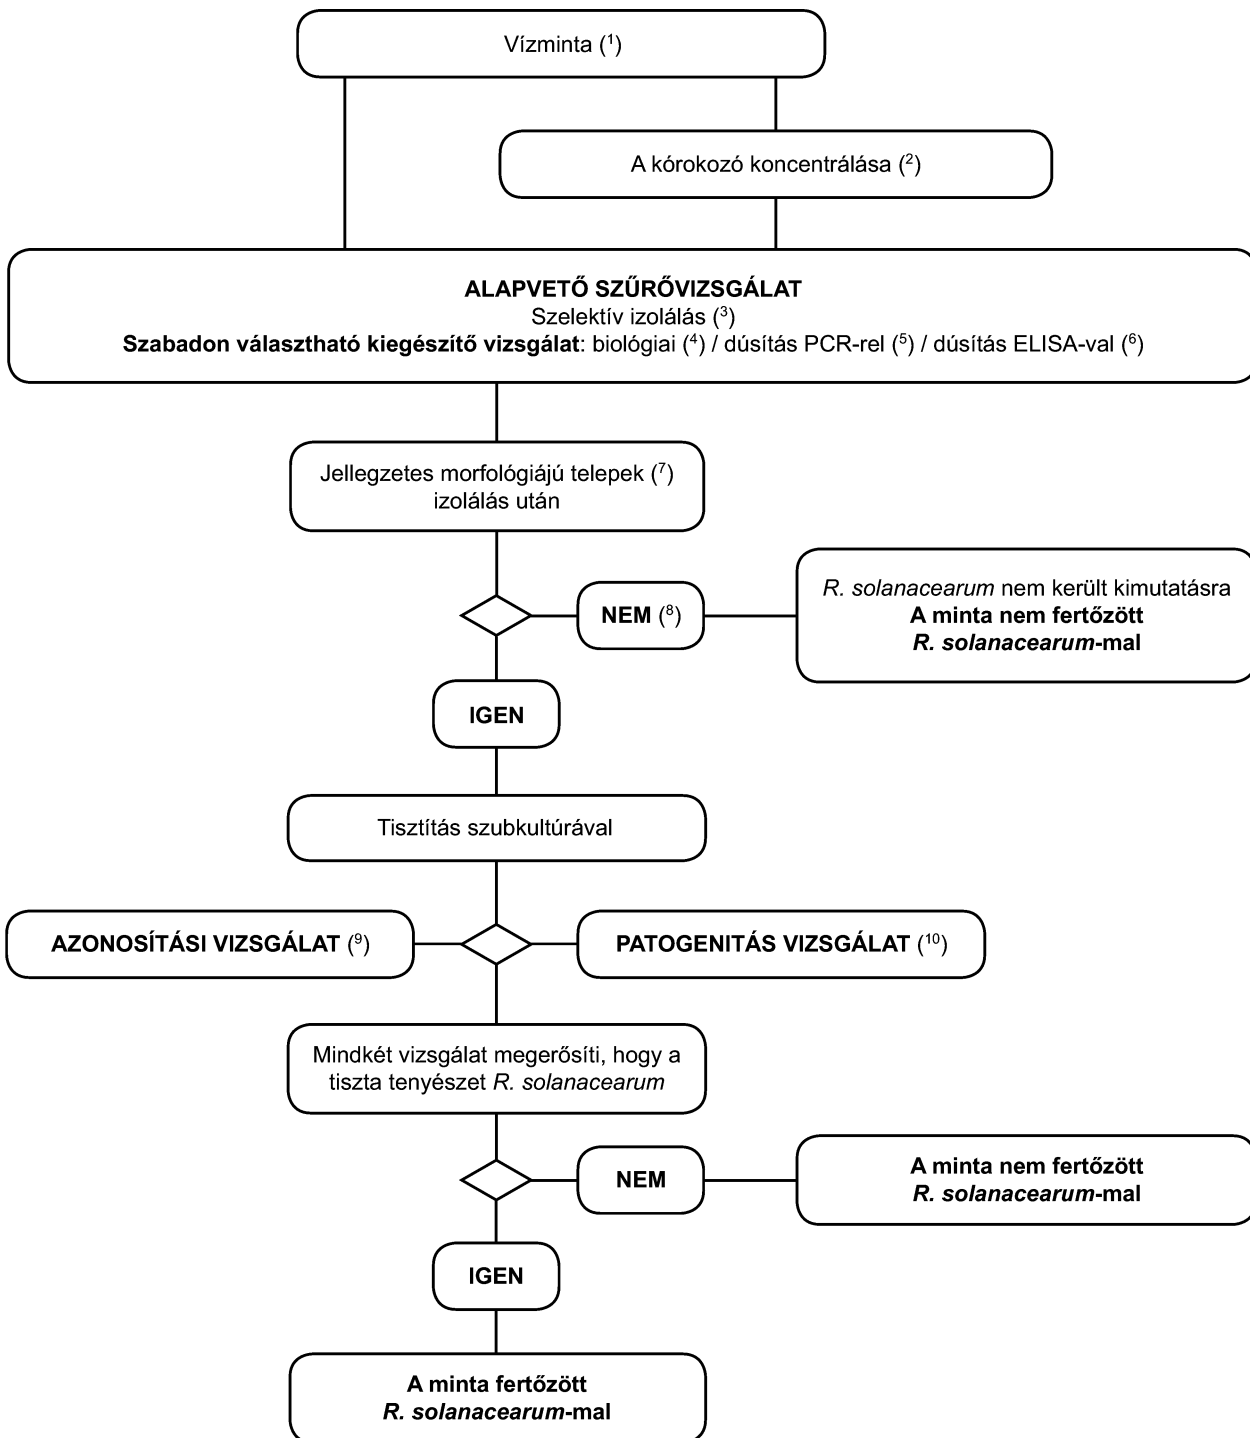 Vízminta (¹)
A kórokozó koncentrálása (²)
ALAPVETŐ SZŰRŐVIZSGÁLAT
Szelektív izolálás (³)
Szabadon választható kiegészítő vizsgálat: biológiai (⁴) / dúsítás PCR-rel (⁵) / dúsítás ELISA-val (⁶)
Jellegzetes morfológiájú telepek (⁷)
izolálás után
NEM (⁸)
R. solanacearum nem került kimutatásra
A minta nem fertőzött
R. solanacearum-mal
IGEN
Tisztítás szubkultúrával
AZONOSÍTÁSI VIZSGÁLAT (⁹)
PATOGENITÁS VIZSGÁLAT (¹⁰)
Mindkét vizsgálat megerősíti, hogy a
tiszta tenyészet R. solanacearum
NEM
A minta nem fertőzött
R. solanacearum-mal
IGEN
A minta fertőzött
R. solanacearum-mal